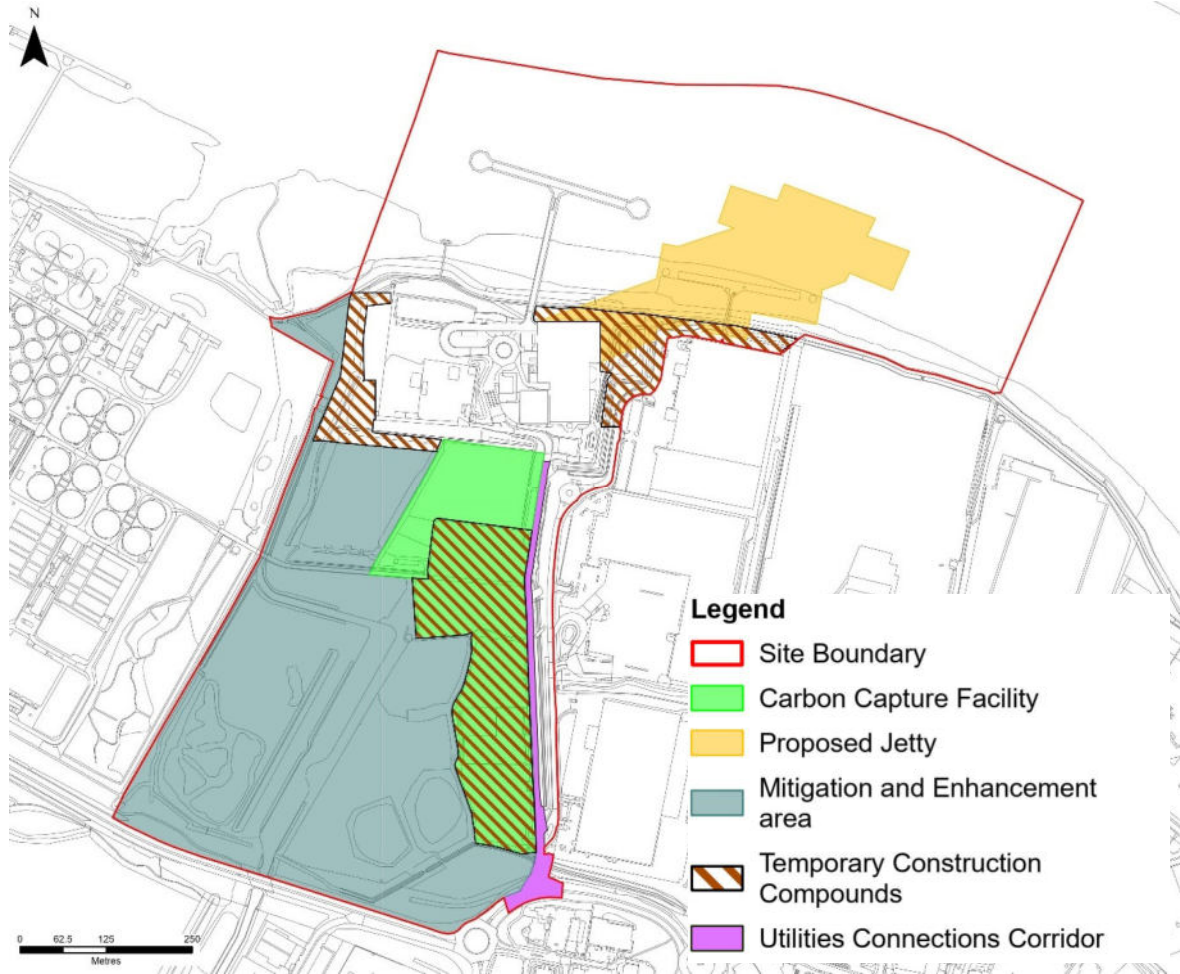 N
Legend
Site Boundary
Carbon Capture Facility
Proposed Jetty
Mitigation and Enhancement
area
Temporary Construction
Compounds
Utilities Connections Corridor
0 62.5 125 250
Metres